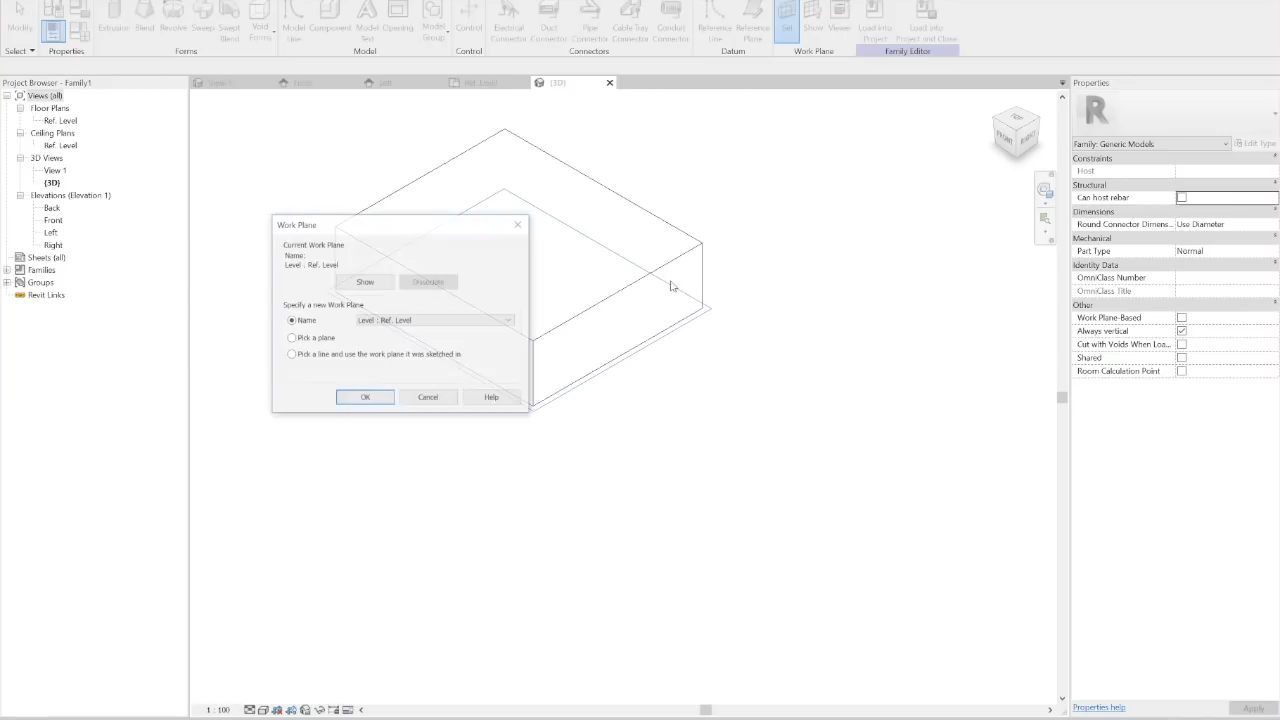 Modify
Extrusion
Blend
Revolve
Sweep
Swept Blend
Void Forms
Model Line
Component
Model Text
Opening
Model Group
Control
Electrical Connector
Duct Connector
Pipe Connector
Cable Tray Connector
Conduit Connector
Reference Line
Reference Plane
Set
Show
Viewer
Load into Project
Load into Project and Close
Select
Properties
Forms
Model
Control
Connectors
Datum
Work Plane
Family Editor
Project Browser - Family1
Ref. Level
{3D}
Properties
Views (all)
Floor Plans
Ref. Level
Ceiling Plans
Ref. Level
3D Views
View 1
{3D}
Elevations (Elevation 1)
Back
Front
Left
Right
Sheets (all)
Families
Groups
Revit Links
TOP
FRONT
RIGHT
Work Plane
Current Work Plane
Name:
Level : Ref. Level
Show
Dissociate
Specify a new Work Plane
Name
Level : Ref. Level
Pick a plane
Pick a line and use the work plane it was sketched in
OK
Cancel
Help
R
Family: Generic Models
Edit Type
Constraints
Host
Structural
Can host rebar
Dimensions
Round Connector Dimens...
Use Diameter
Mechanical
Part Type
Normal
Identity Data
OmniClass Number
OmniClass Title
Other
Work Plane-Based
Always vertical
Cut with Voids When Loa...
Shared
Room Calculation Point
1 : 100
Properties help
Apply